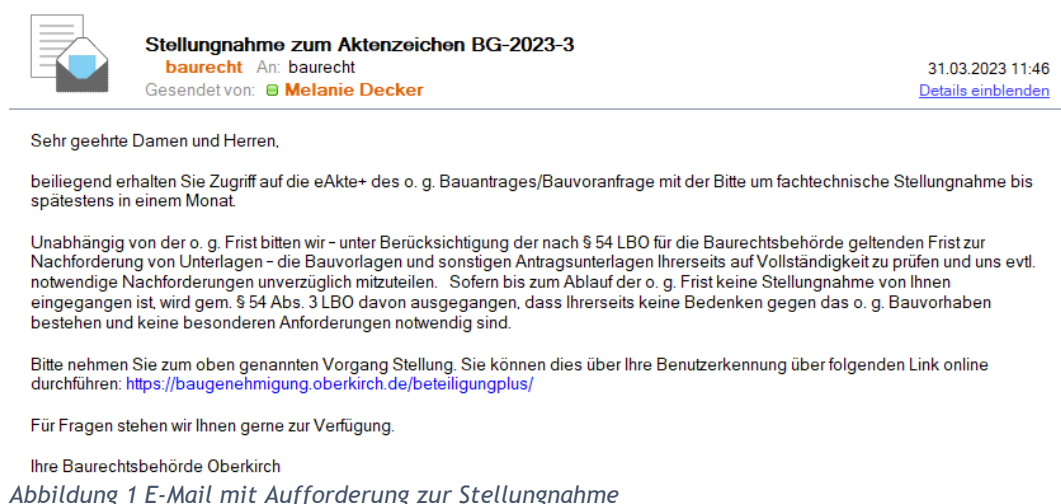 Stellungnahme zum Aktenzeichen BG-2023-3
baurecht An: baurecht
Gesendet von: Melanie Decker
31.03.2023 11:46
Details einblenden
Sehr geehrte Damen und Herren,
beiliegend erhalten Sie Zugriff auf die eAkte+ des o. g. Bauantrages/Bauvoranfrage mit der Bitte um fachtechnische Stellungnahme bis
spätestens in einem Monat.
Unabhängig von der o. g. Frist bitten wir – unter Berücksichtigung der nach § 54 LBO für die Baurechtsbehörde geltenden Frist zur
Nachforderung von Unterlagen – die Bauvorlagen und sonstigen Antragsunterlagen Ihrerseits auf Vollständigkeit zu prüfen und uns evtl.
notwendige Nachforderungen unverzüglich mitzuteilen. Sofern bis zum Ablauf der o. g. Frist keine Stellungnahme von Ihnen
eingegangen ist, wird gem. § 54 Abs. 3 LBO davon ausgegangen, dass Ihrerseits keine Bedenken gegen das o. g. Bauvorhaben
bestehen und keine besonderen Anforderungen notwendig sind.
Bitte nehmen Sie zum oben genannten Vorgang Stellung. Sie können dies über Ihre Benutzerkennung über folgenden Link online
durchführen: https://baugenehmigung.oberkirch.de/beteiligungplus/
Für Fragen stehen wir Ihnen gerne zur Verfügung.
Ihre Baurechtsbehörde Oberkirch
Abbildung 1 E-Mail mit Aufforderung zur Stellungnahme